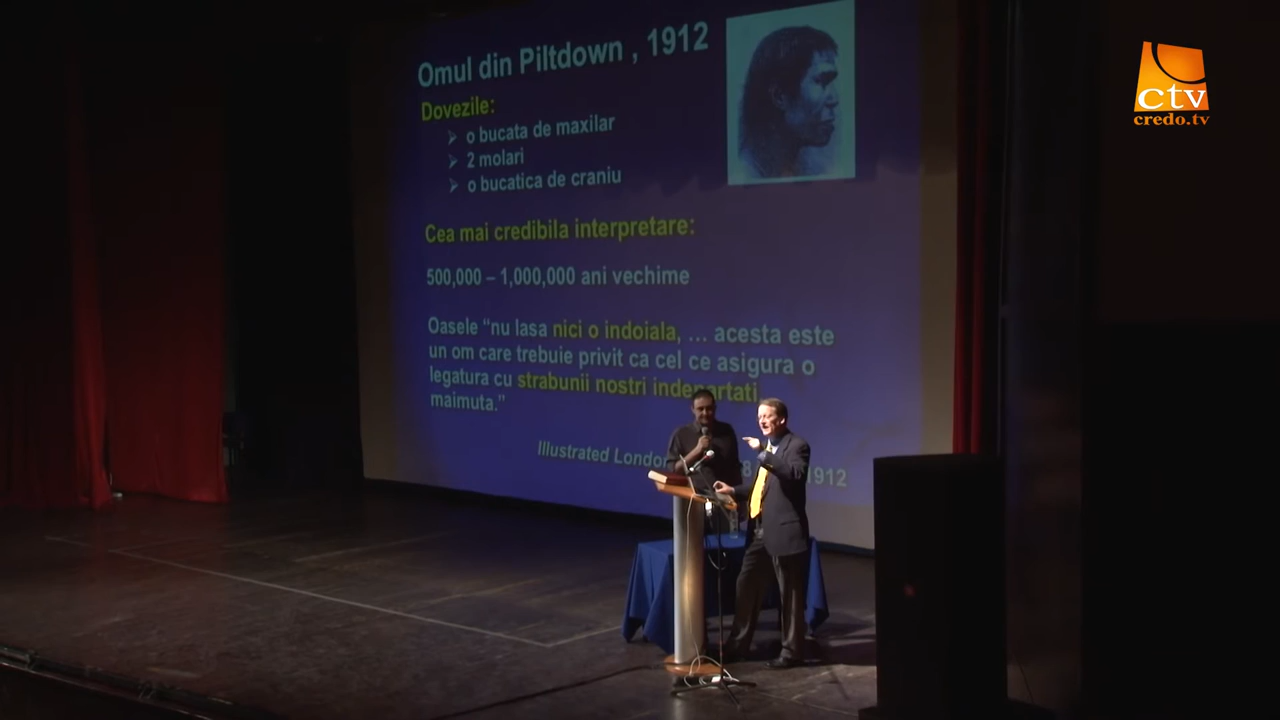 Omul din Piltdown , 1912
Dovezile:
o bucata de maxilar
2 molari
o bucatica de craniu
Cea mai credibila interpretare:
500,000 – 1,000,000 ani vechime
Oasele “nu lasa nici o indoiala, … acesta este
un om care trebuie privit ca cel ce asigura o
legatura cu strabunii nostri indepartati
maimuta.”
Illustrated London 1912
ctv
credo.tv